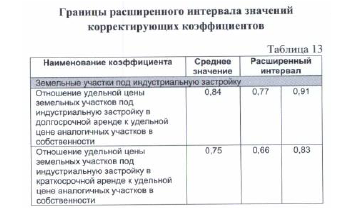 Границы расширенного интервала значений
корректирующих коэффициентов
Таблица 13
Наименование коэффициента Среднее значение Расширенный интервал
Земельные участки под индустриальную застройку
Отношение удельной цены 0,84 0,77 0,91
земельных участков под
индустриальную застройку в
долгосрочной аренде к удельной
цене аналогичных участков в
собственности
Отношение удельной цены 0,75 0,66 0,83
земельных участков под
индустриальную застройку в
краткосрочной аренде к удельной
цене аналогичных участков в
собственности